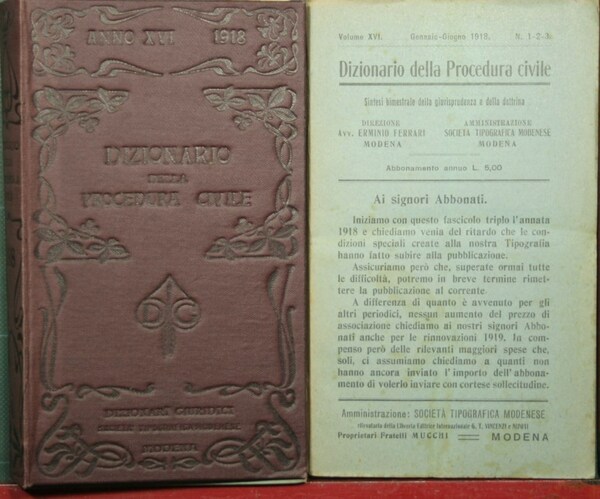 ANNO XVI 1918
DIZIONARIO
DELLA
PROCEDURA CIVILE
DC
DIZIONARI GIURIDICI
MODENA
Volume XVI. Gennaio-Giugno 1919. N. 1-2-3.
Dizionario della Procedura civile
Sintesi bimestrale della giurisprudenza e della dottrina
DIREZIONE AMMINISTRAZIONE
Avv. ERMINIO FERRARI SOCIETÀ TIPOGRAFICA MODENESE
MODENA MODENA
Abbonamento annuo L. 5,00
Ai signori Abbonati.
Iniziamo con questo fascicolo triplo l'annata
1918 e chiediamo venia del ritardo che le con-
dizioni speciali create alla nostra Tipografia
hanno fatto subire alla pubblicazione.
Assicuriamo però che, superate ormai tutte
le difficoltà, potremo in breve termine rimet-
tere la pubblicazione al corrente.
A differenza di quanto è avvenuto per gli
altri periodici, nessun aumento del prezzo di
associazione chiediamo ai nostri signori Abbo-
nati anche per le rinnovazioni 1919. In com-
penso però delle rilevanti maggiori spese che,
soli, ci assumiamo chiediamo a quanti non
hanno ancora inviato l'importo dell'abbona-
mento di volerlo inviare con cortese sollecitudine.
Amministrazione: SOCIETÀ TIPOGRAFICA MODENESE
della Libreria Editrice Internazionale
Proprietari Fratelli MUCCHI MODENA